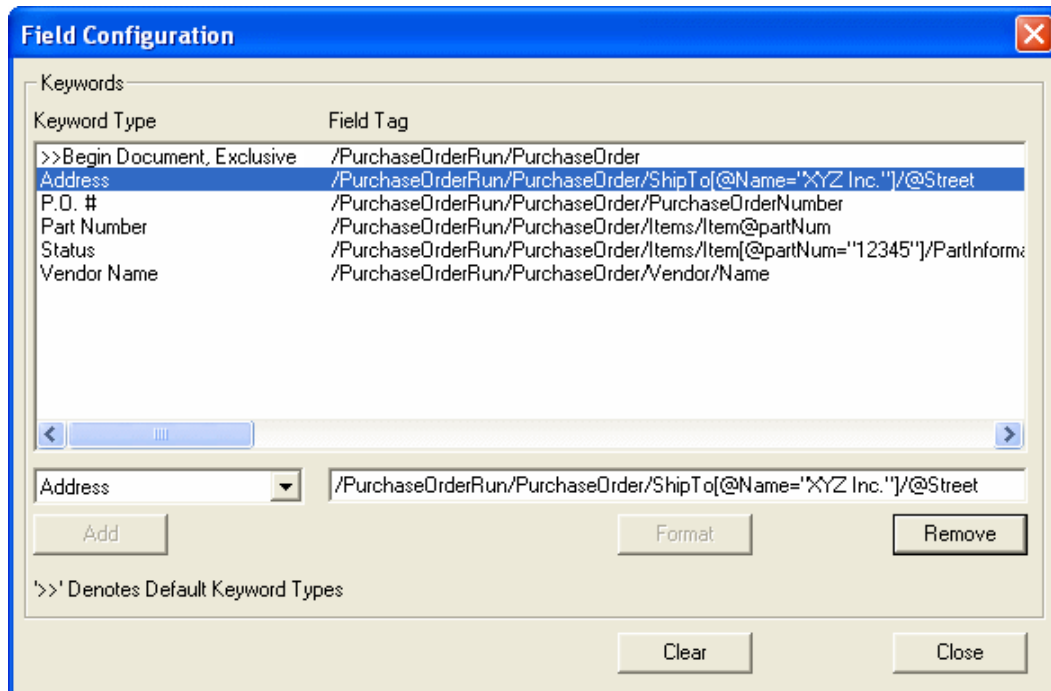 Field Configuration
Keywords
Keyword Type Field Tag
>>Begin Document, Exclusive /PurchaseOrderRun/PurchaseOrder
Address /PurchaseOrderRun/PurchaseOrder/ShipTo[@Name="XYZ Inc."]/@Street
P.O. # /PurchaseOrderRun/PurchaseOrder/PurchaseOrderNumber
Part Number /PurchaseOrderRun/PurchaseOrder/Items/Item@partNum
Status /PurchaseOrderRun/PurchaseOrder/Items/Item[@partNum="12345"]/PartInforma
Vendor Name /PurchaseOrderRun/PurchaseOrder/Vendor/Name
Address /PurchaseOrderRun/PurchaseOrder/ShipTo[@Name="XYZ Inc."]/@Street
Add Format Remove
'>>' Denotes Default Keyword Types
Clear Close